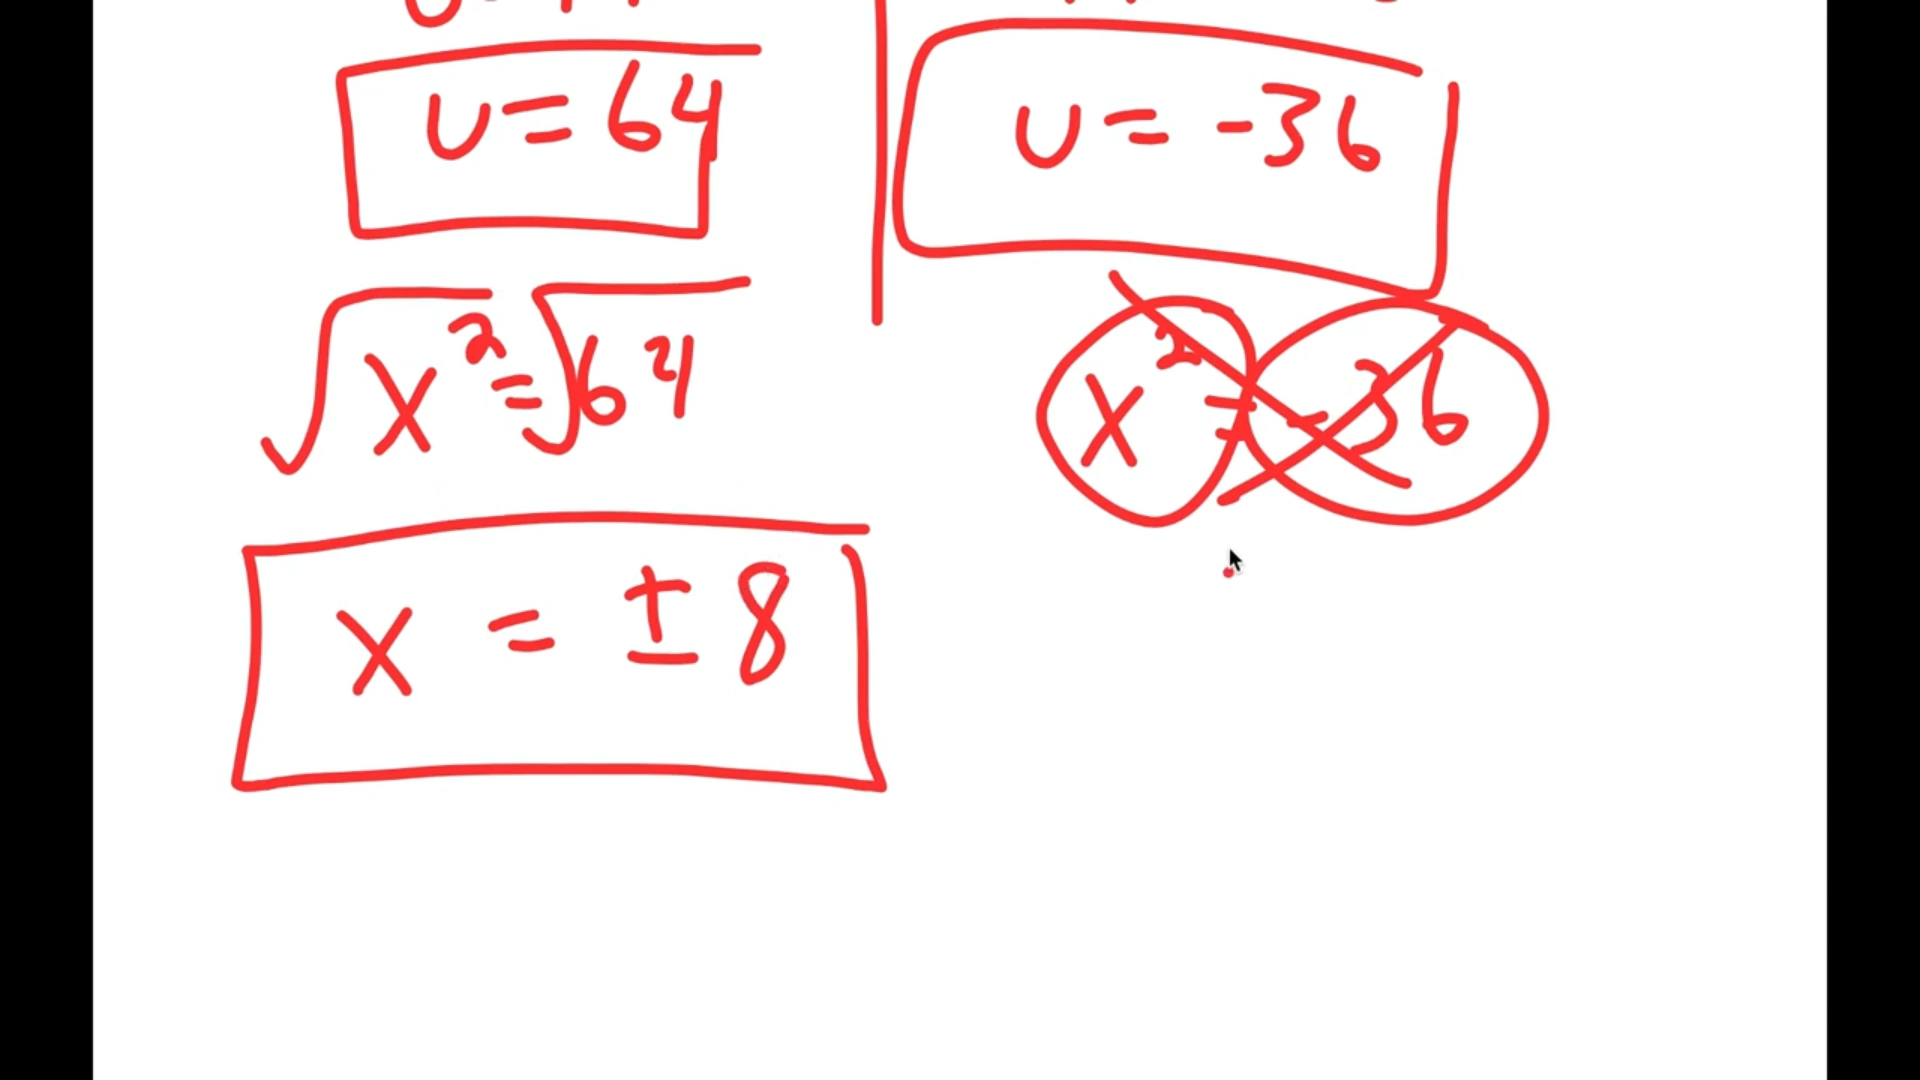 u = 64
u = -36
√x² = √64
x² = -36
x = ± 8